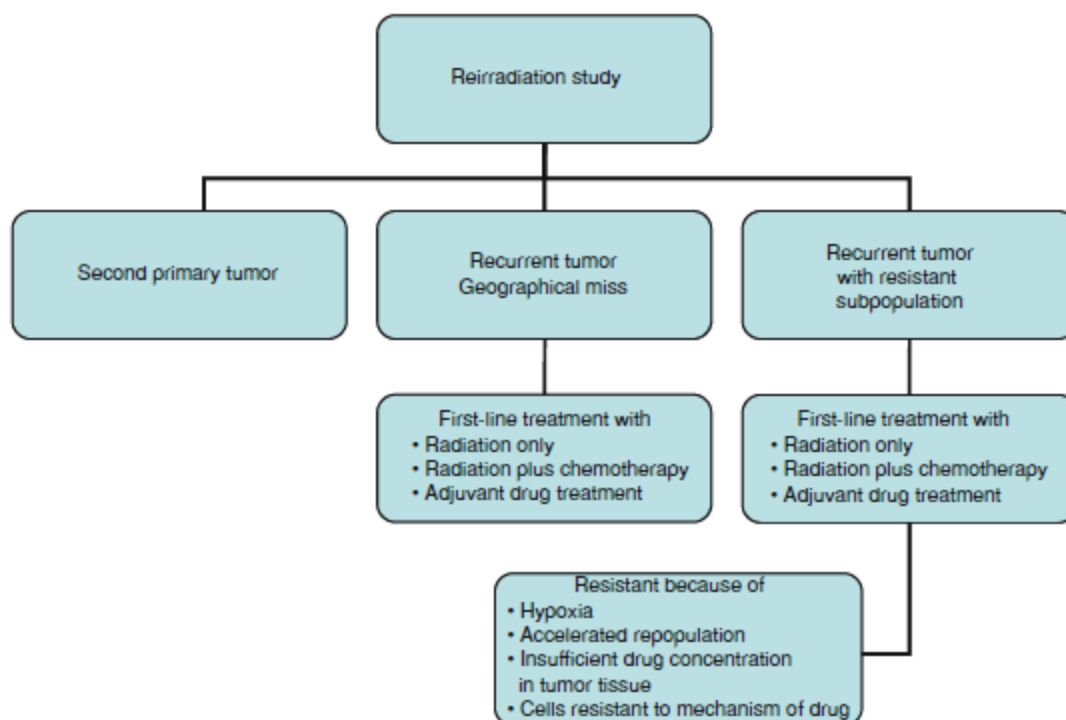 Reirradiation study
Second primary tumor
Recurrent tumor
Geographical miss
Recurrent tumor
with resistant
subpopulation
First-line treatment with
• Radiation only
• Radiation plus chemotherapy
• Adjuvant drug treatment
First-line treatment with
• Radiation only
• Radiation plus chemotherapy
• Adjuvant drug treatment
Resistant because of
• Hypoxia
• Accelerated repopulation
• Insufficient drug concentration
in tumor tissue
• Cells resistant to mechanism of drug